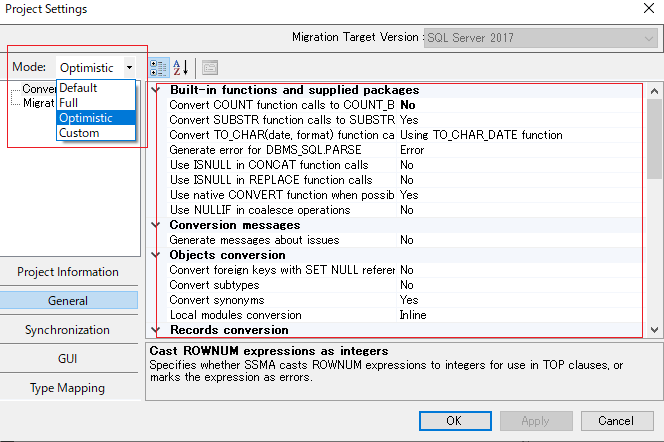 Project Settings
Migration Target Version : SQL Server 2017
Mode: Optimistic
Default
Full
Optimistic
Custom
Conver
Migrat
Built-in functions and supplied packages
Convert COUNT function calls to COUNT_B No
Convert SUBSTR function calls to SUBSTR Yes
Convert TO_CHAR(date, format) function ca Using TO_CHAR_DATE function
Generate error for DBMS_SQL.PARSE Error
Use ISNULL in CONCAT function calls No
Use ISNULL in REPLACE function calls No
Use native CONVERT function when possib Yes
Use NULLIF in coalesce operations No
Conversion messages
Generate messages about issues No
Objects conversion
Convert foreign keys with SET NULL referer No
Convert subtypes No
Convert synonyms Yes
Local modules conversion Inline
Records conversion
Project Information
General
Synchronization
GUI
Type Mapping
Cast ROWNUM expressions as integers
Specifies whether SSMA casts ROWNUM expressions to integers for use in TOP clauses, or
marks the expression as errors.
OK Apply Cancel